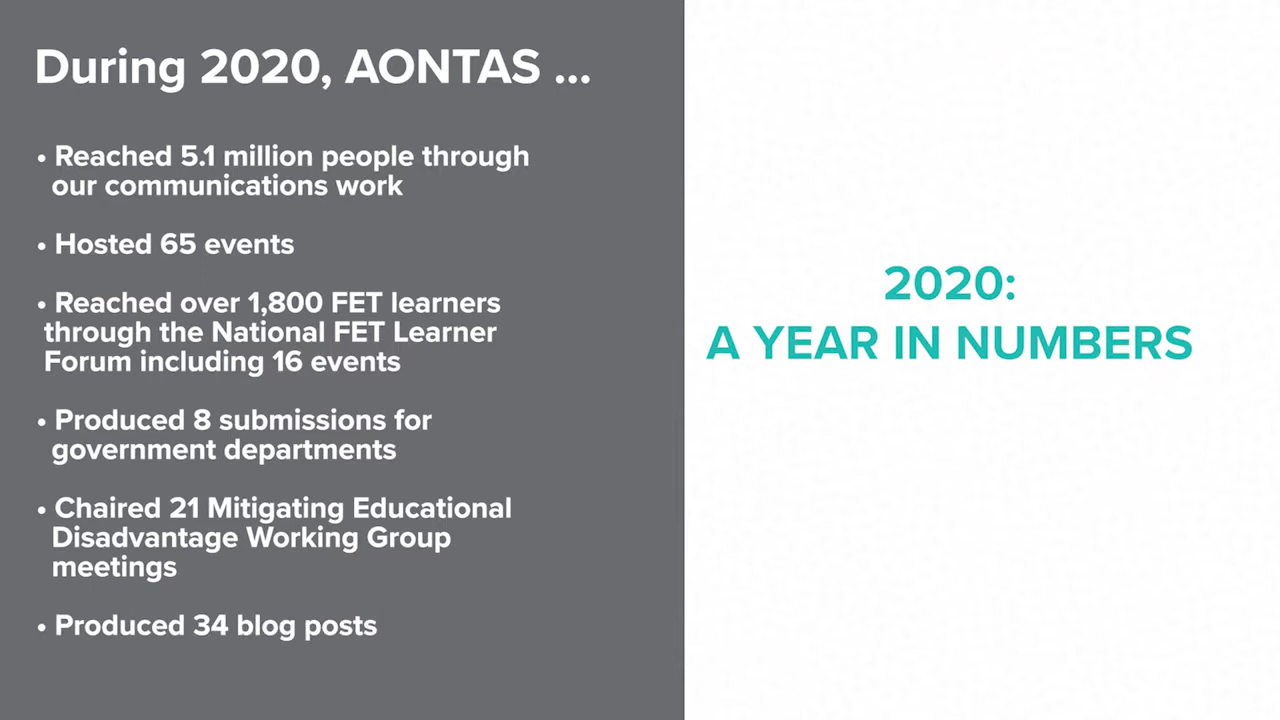 During 2020, AONTAS ...
• Reached 5.1 million people through
our communications work
• Hosted 65 events
• Reached over 1,800 FET learners
through the National FET Learner
Forum including 16 events
• Produced 8 submissions for
government departments
• Chaired 21 Mitigating Educational
Disadvantage Working Group
meetings
• Produced 34 blog posts
2020:
A YEAR IN NUMBERS